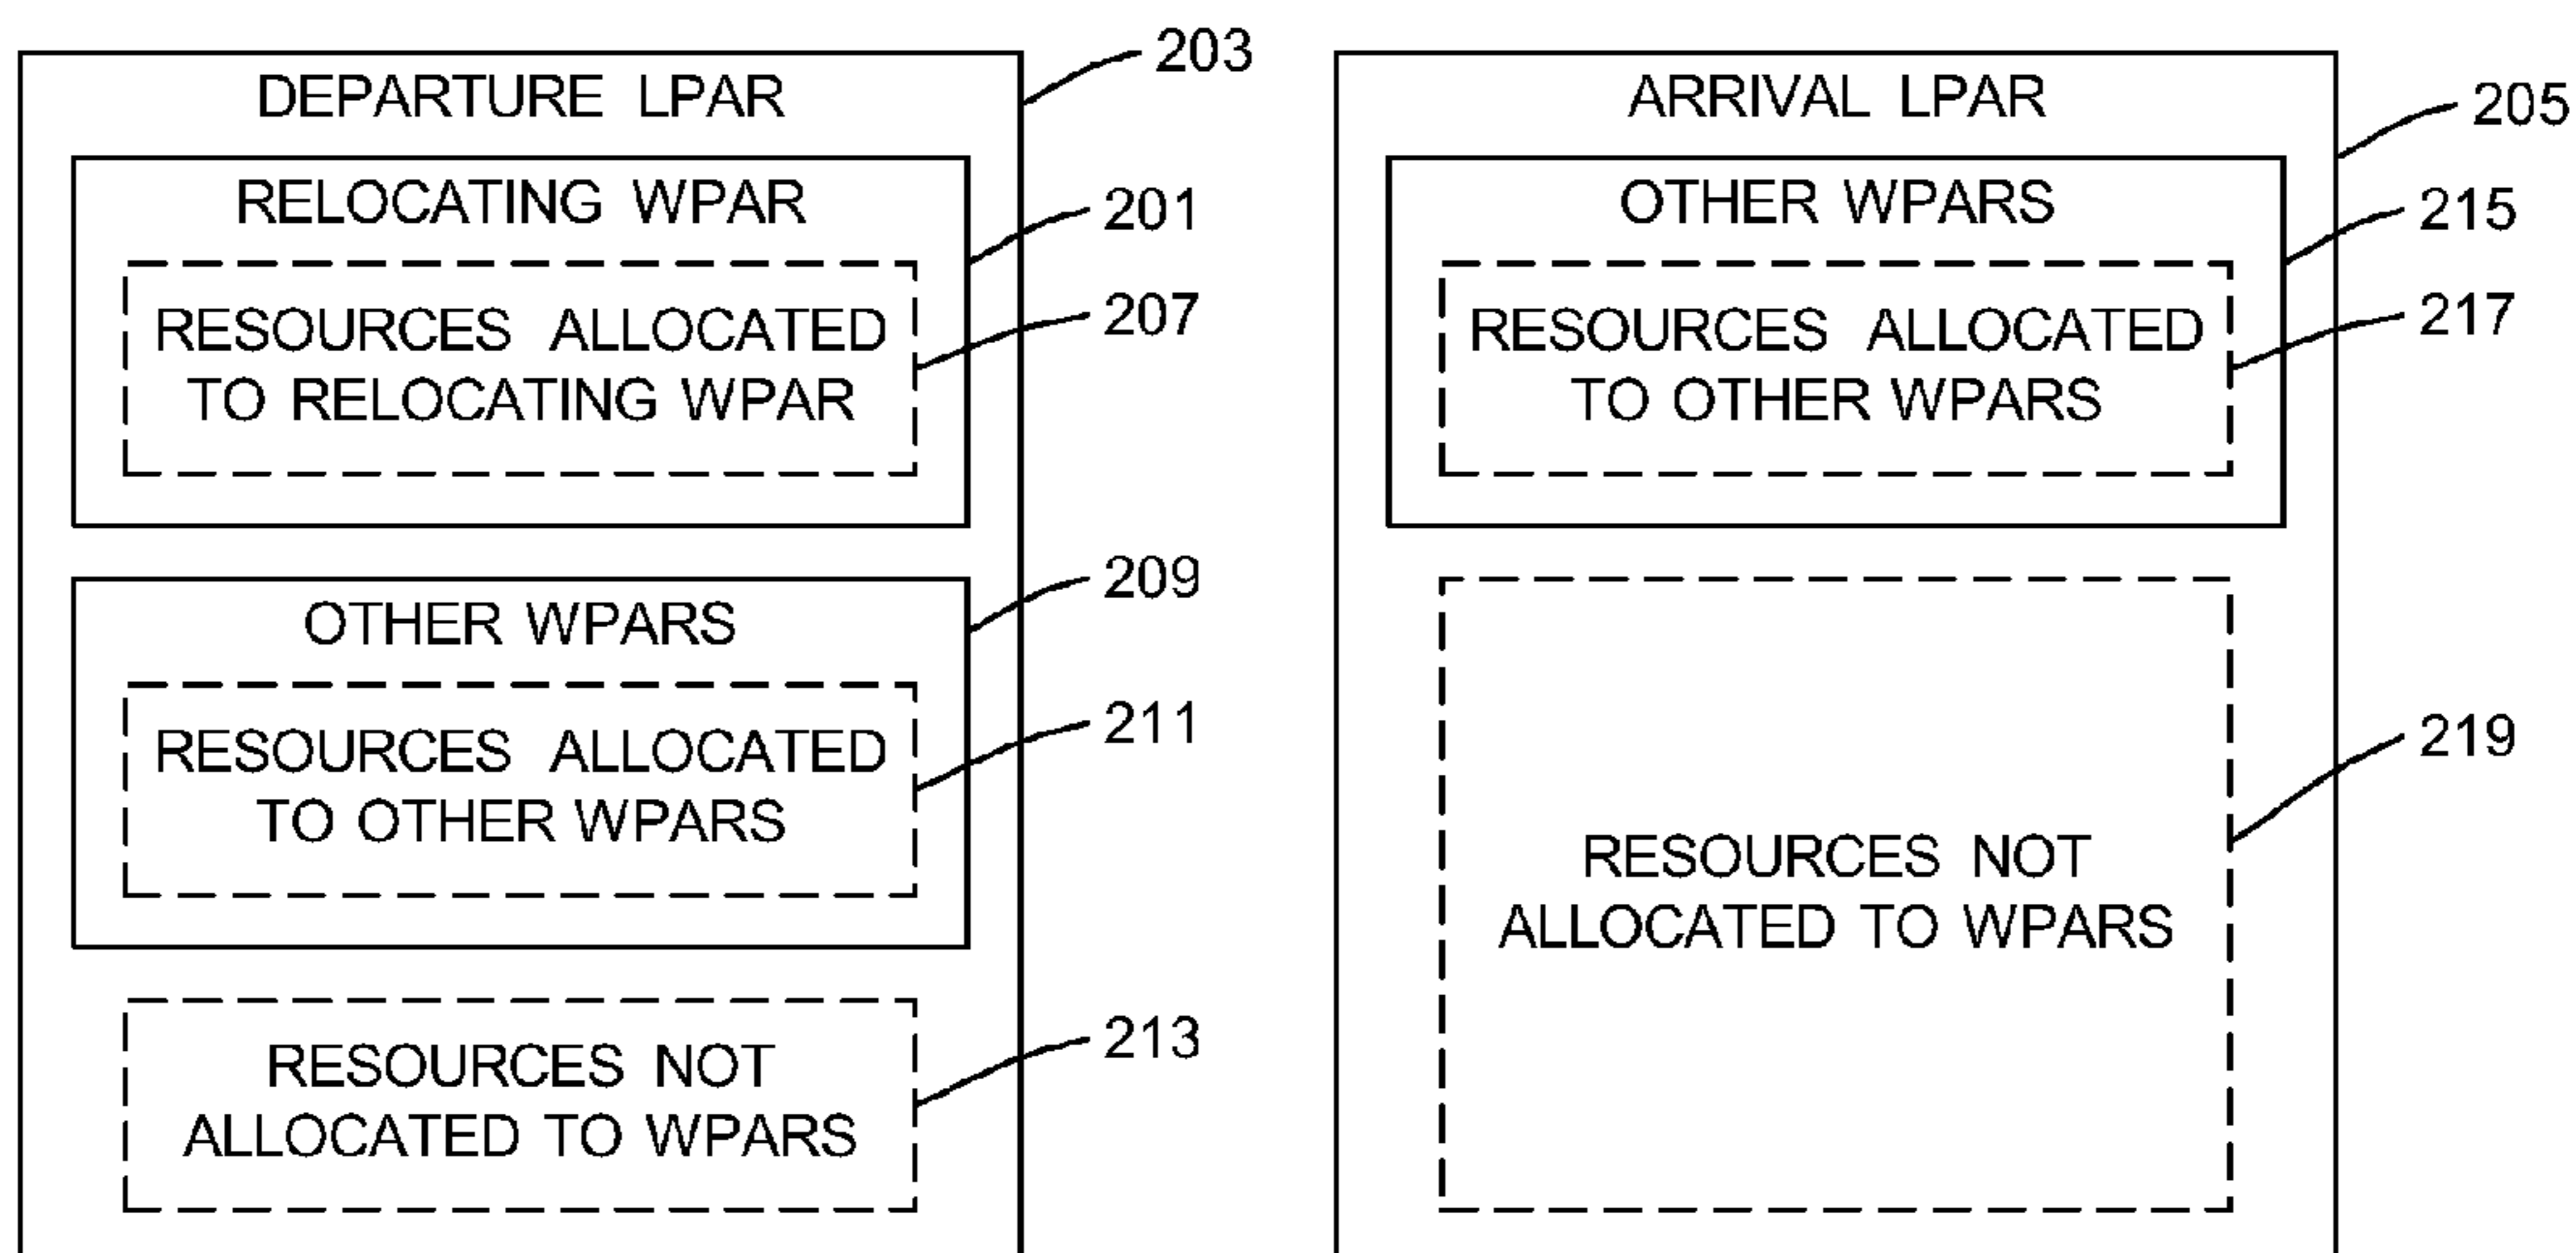 DEPARTURE LPAR
203
RELOCATING WPAR
201
RESOURCES ALLOCATED
TO RELOCATING WPAR
207
OTHER WPARS
209
RESOURCES ALLOCATED
TO OTHER WPARS
211
RESOURCES NOT
ALLOCATED TO WPARS
213
ARRIVAL LPAR
205
OTHER WPARS
215
RESOURCES ALLOCATED
TO OTHER WPARS
217
RESOURCES NOT
ALLOCATED TO WPARS
219